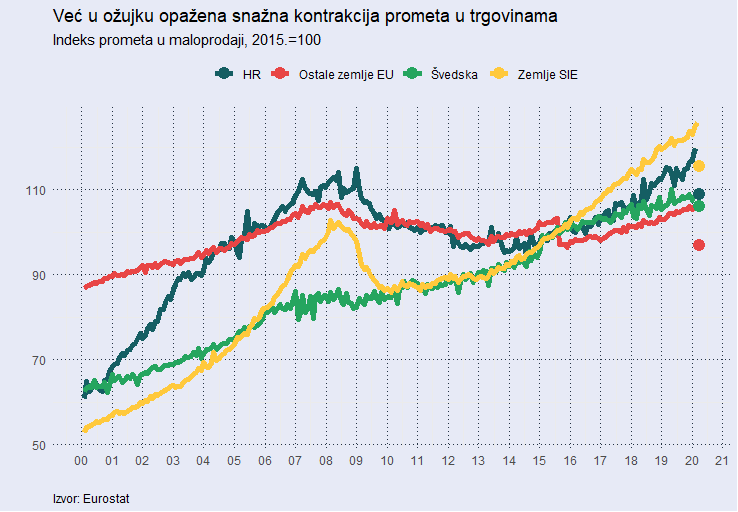 Već u ožujku opažena snažna kontrakcija prometa u trgovinama
Indeks prometa u maloprodaji, 2015.=100
HR Ostale zemlje EU Švedska Zemlje SIE
110
90
70
50
00 01 02 03 04 05 06 07 08 09 10 11 12 13 14 15 16 17 18 19 20 21
Izvor: Eurostat